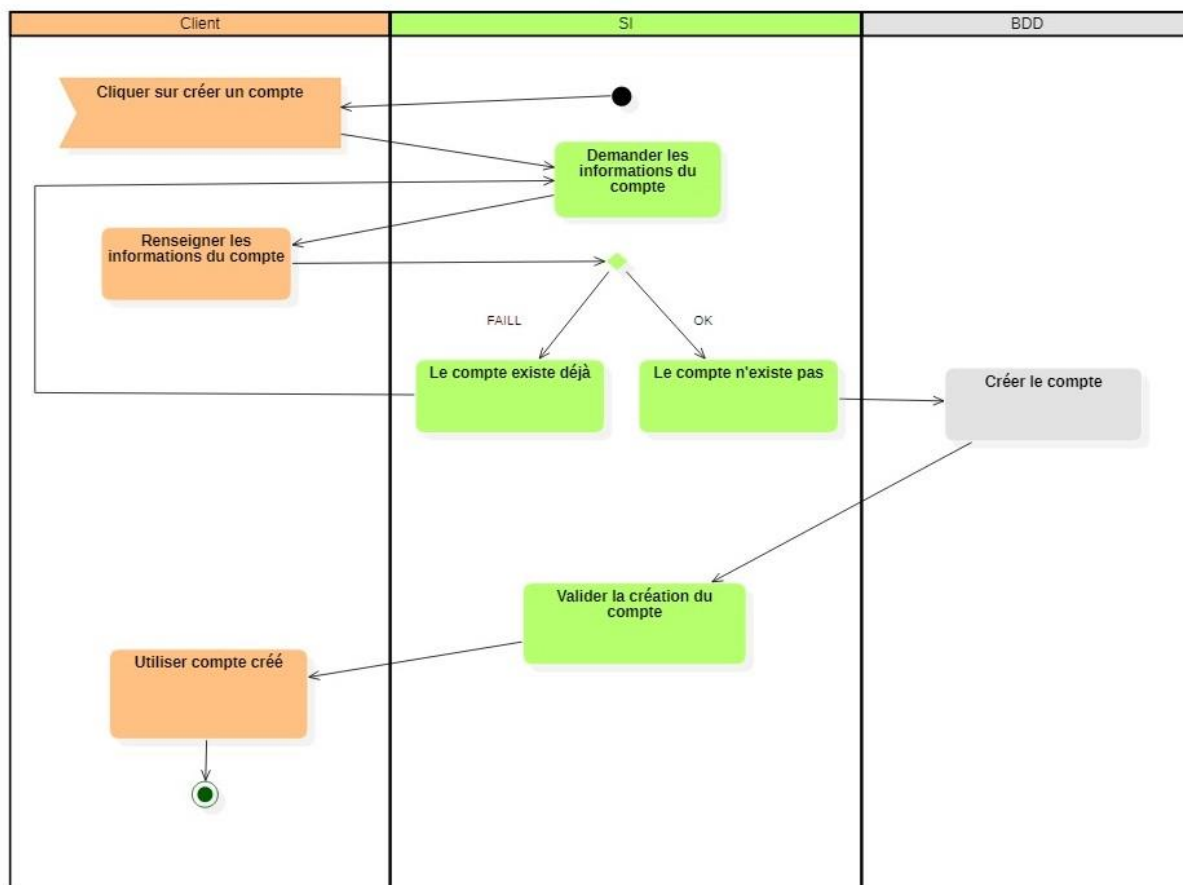 Client
SI
BDD
Cliquer sur créer un compte
Demander les
informations du
compte
Renseigner les
informations du compte
FAILL
OK
Le compte existe déjà
Le compte n'existe pas
Créer le compte
Valider la création du
compte
Utiliser compte créé